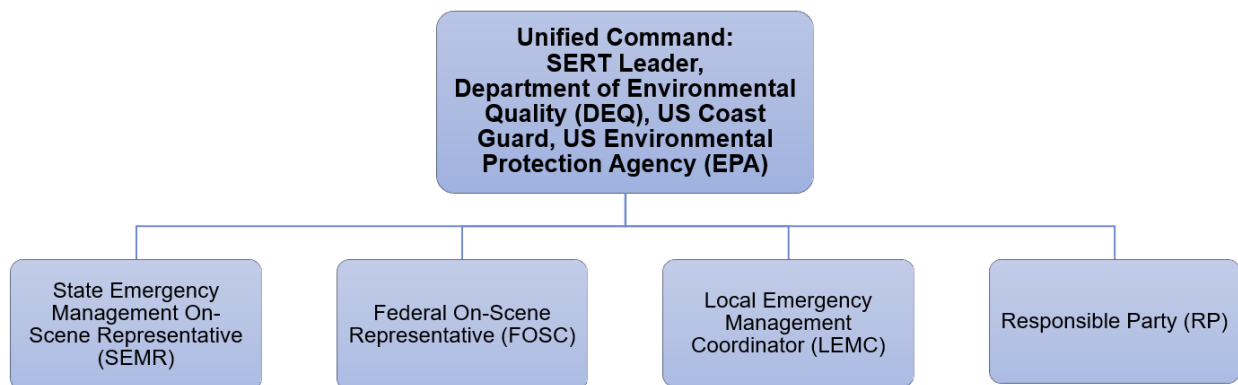 Unified Command:
SERT Leader,
Department of Environmental
Quality (DEQ), US Coast
Guard, US Environmental
Protection Agency (EPA)
State Emergency
Management On-
Scene Representative
(SEMR)
Federal On-Scene
Representative (FOSC)
Local Emergency
Management
Coordinator (LEMC)
Responsible Party (RP)